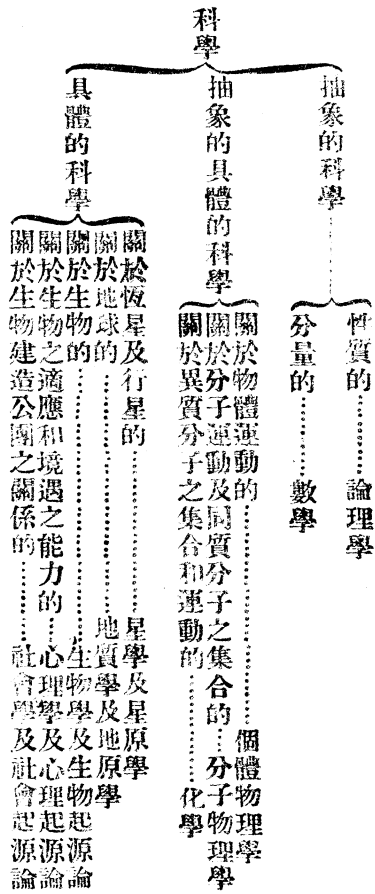 科學
抽象的科學
性質的……論理學
分量的……數學
抽象的具體的科學
關於物體運動的……個體物理學
關於分子運動及同質分子之集合的…分子物理學
關於異質分子之集合和運動的……化學
具體的科學
關於恆星及行星的……星學及星原學
關於地球的……地質學及地原學
關於生物的……生物學及生物起源論
關於生物之適應和境遇之能力的…心理學及心理起源論
關於生物建造公團之關係的……社會學及社會起源論